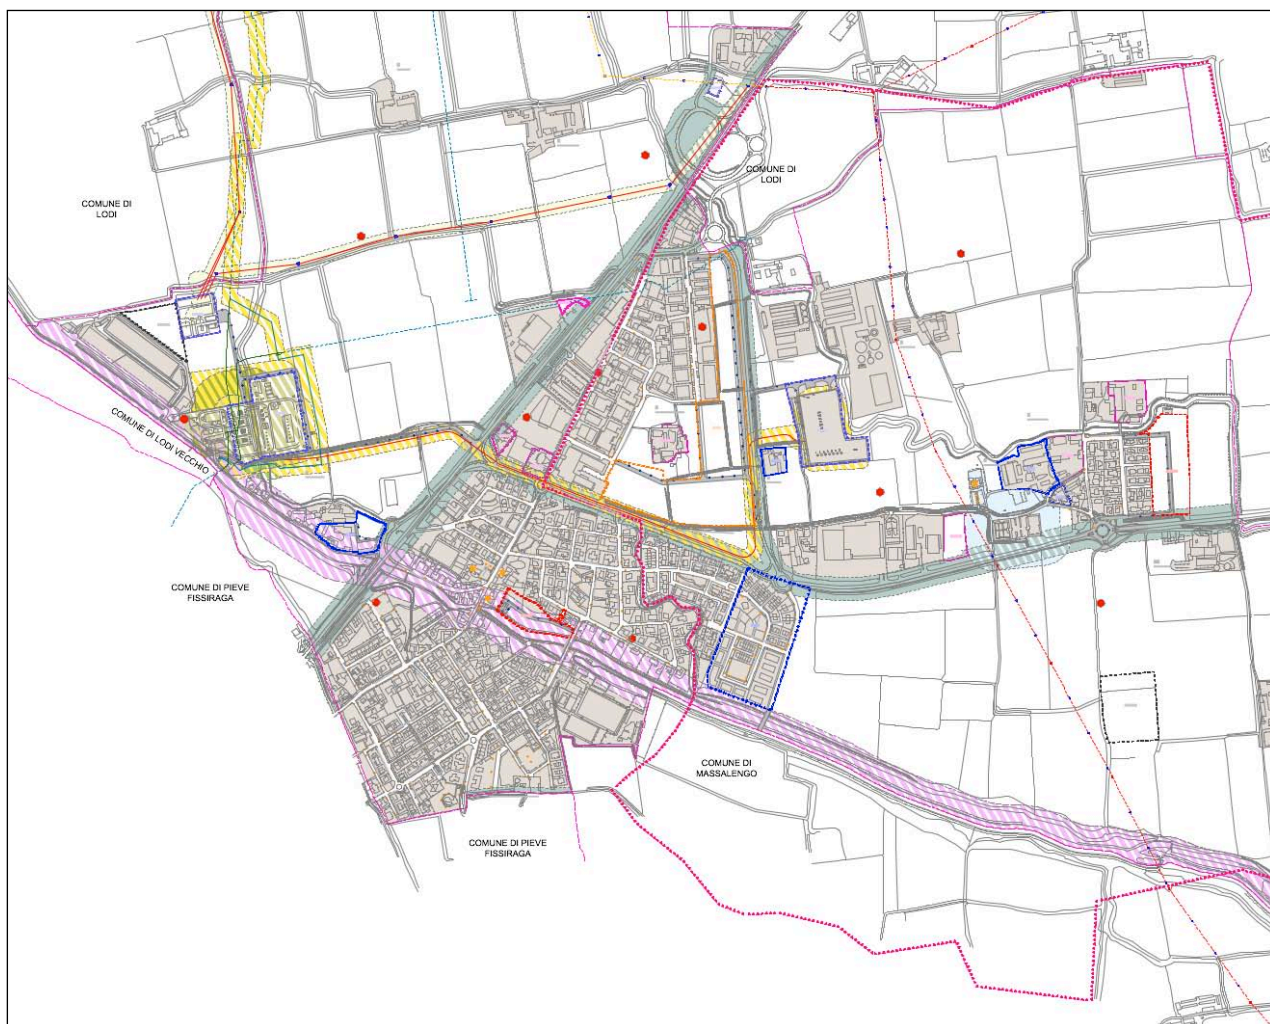 COMUNE DI
LODI
COMUNE DI
LODI
COMUNE DI LODI VECCHIO
COMUNE DI PIEVE
FISSIRAGA
COMUNE DI
MASSALENGO
COMUNE DI PIEVE
FISSIRAGA